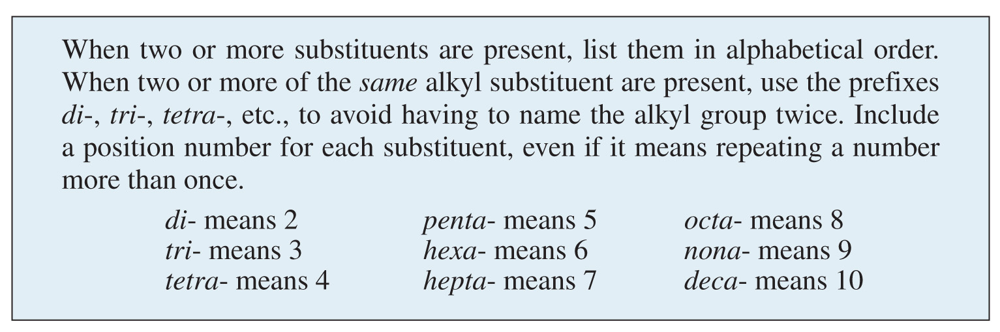 When two or more substituents are present, list them in alphabetical order.
When two or more of the same alkyl substituent are present, use the prefixes
di-, tri-, tetra-, etc., to avoid having to name the alkyl group twice. Include
a position number for each substituent, even if it means repeating a number
more than once.
di- means 2 penta- means 5 octa- means 8
tri- means 3 hexa- means 6 nona- means 9
tetra- means 4 hepta- means 7 deca- means 10